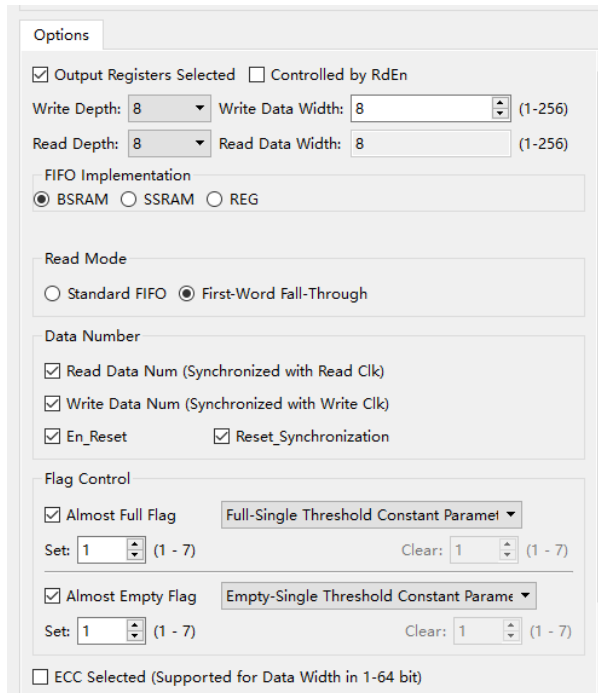 Options
Output Registers Selected Controlled by RdEn
Write Depth: 8 Write Data Width: 8 (1-256)
Read Depth: 8 Read Data Width: 8 (1-256)
FIFO Implementation
BSRAM SSRAM REG
Read Mode
Standard FIFO First-Word Fall-Through
Data Number
Read Data Num (Synchronized with Read Clk)
Write Data Num (Synchronized with Write Clk)
En_Reset Reset_Synchronization
Flag Control
Almost Full Flag Full-Single Threshold Constant Paramet
Set: 1 (1 - 7) Clear: 1 (1 - 7)
Almost Empty Flag Empty-Single Threshold Constant Parame
Set: 1 (1 - 7) Clear: 1 (1 - 7)
ECC Selected (Supported for Data Width in 1-64 bit)